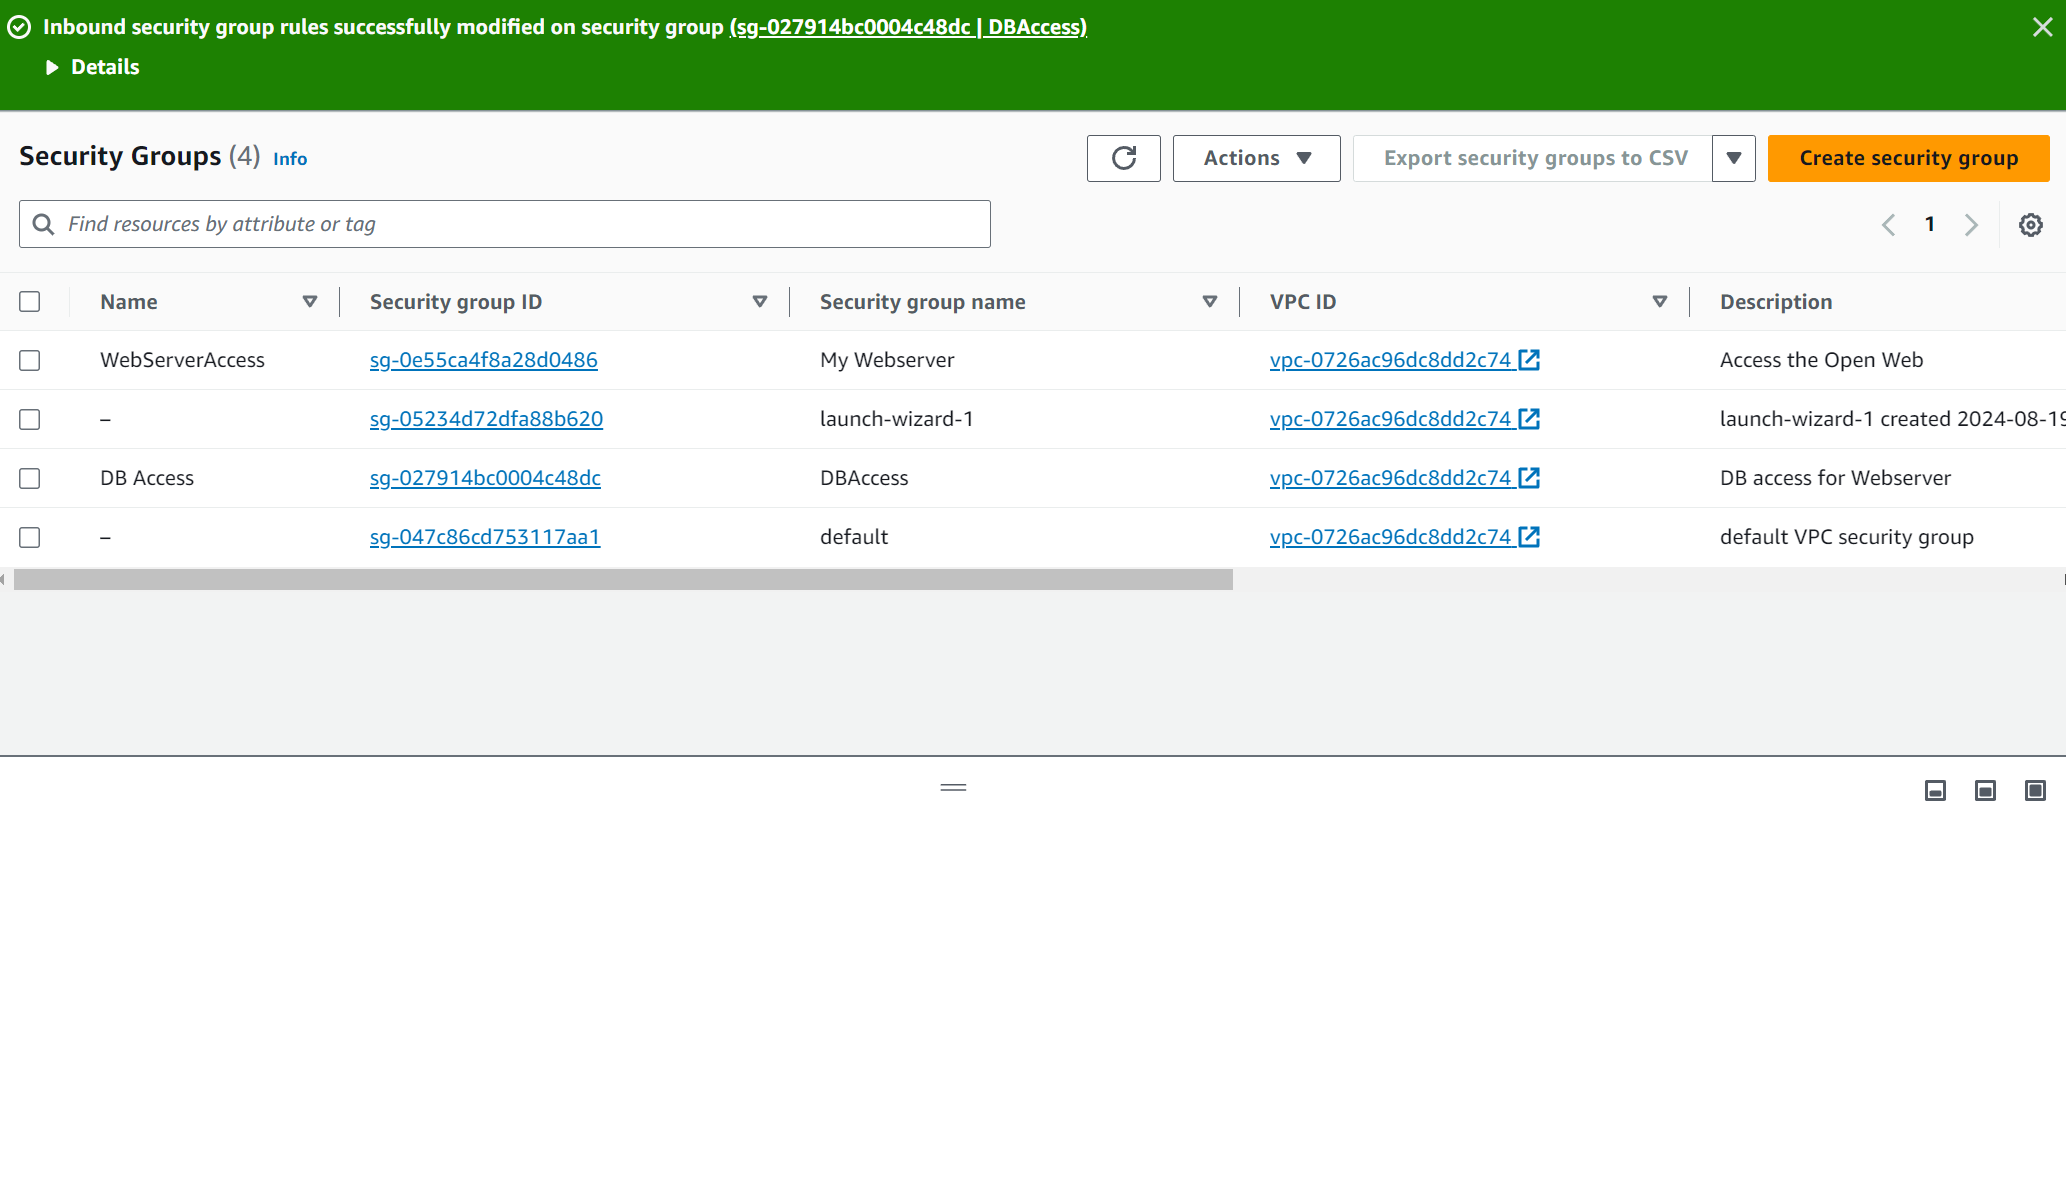 Inbound security group rules successfully modified on security group (sg-027914bc0004c48dc | DBAccess)
Details
Security Groups (4) Info
Actions
Export security groups to CSV
Create security group
Find resources by attribute or tag
1
Name Security group ID Security group name VPC ID Description
WebServerAccess sg-0e55ca4f8a28d0486 My Webserver vpc-0726ac96dc8dd2c74 Access the Open Web
– sg-05234d72dfa88b620 launch-wizard-1 vpc-0726ac96dc8dd2c74 launch-wizard-1 created 2024-08-19
DB Access sg-027914bc0004c48dc DBAccess vpc-0726ac96dc8dd2c74 DB access for Webserver
– sg-047c86cd753117aa1 default vpc-0726ac96dc8dd2c74 default VPC security group